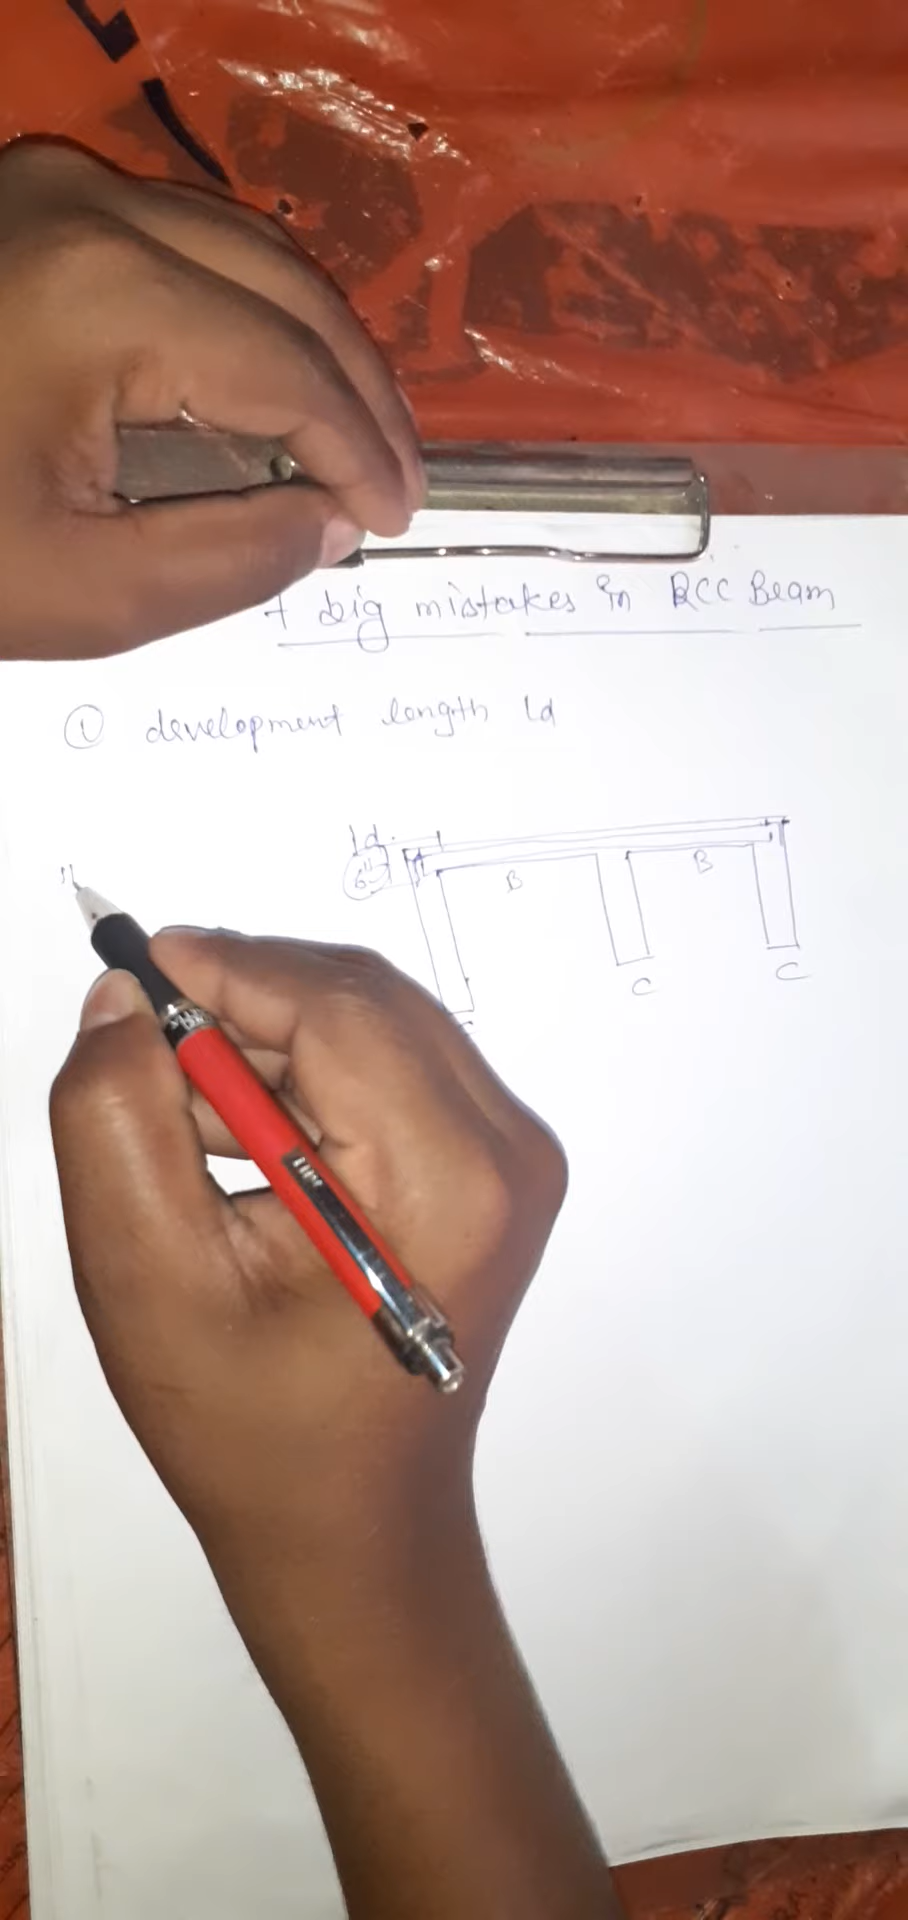 7 big mistakes in RCC Beam
① development length Ld
Ld
6"
B B
C C